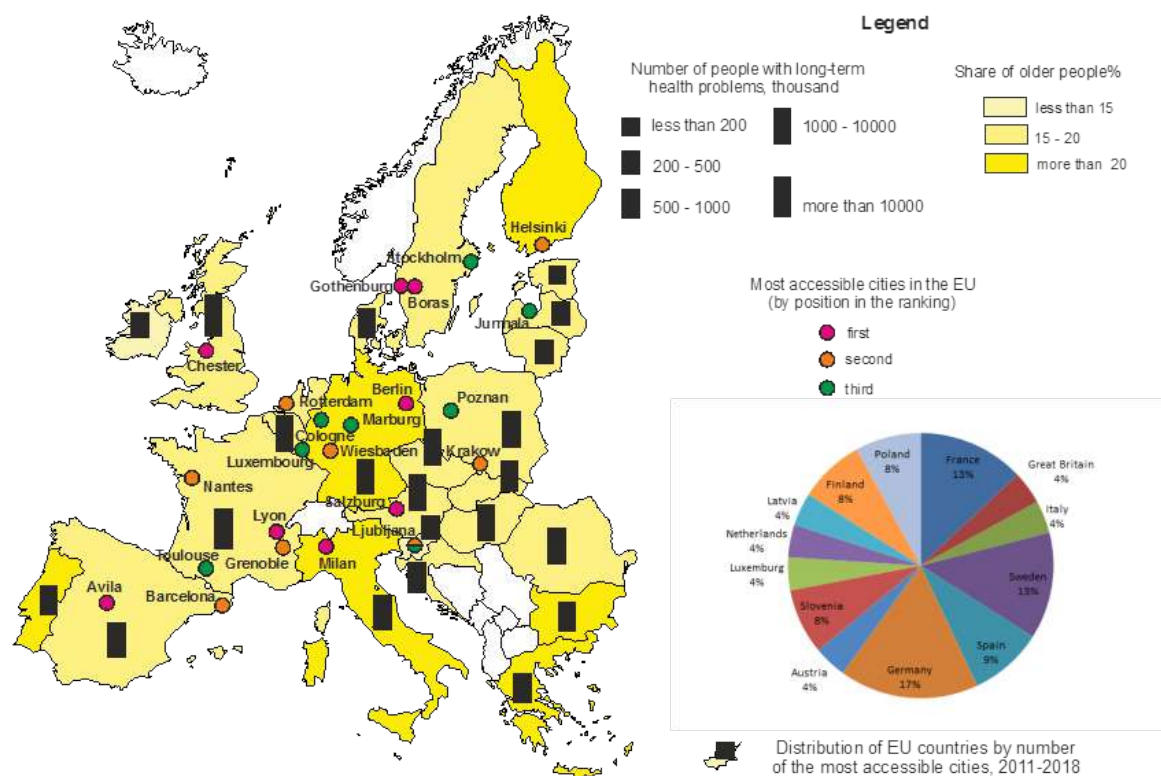 Legend
Number of people with long-term
health problems, thousand
less than 200
200 - 500
500 - 1000
1000 - 10000
more than 10000
Share of older people%
less than 15
15 - 20
more than 20
Most accessible cities in the EU
(by position in the ranking)
first
second
third
Helsinki
Stockholm
Gothenburg
Boras
Jurmala
Chester
Berlin
Rotterdam
Poznan
Marburg
Cologne
Wiesbaden
Krakow
Luxembourg
Nantes
Salzburg
Lyon
Ljubljana
Toulouse
Grenoble
Milan
Avila
Barcelona
Poland
8%
France
13%
Great Britain
4%
Finland
8%
Latvia
4%
Italy
4%
Netherlands
4%
Luxemburg
4%
Sweden
13%
Slovenia
8%
Spain
9%
Austria
4%
Germany
17%
Distribution of EU countries by number
of the most accessible cities, 2011-2018